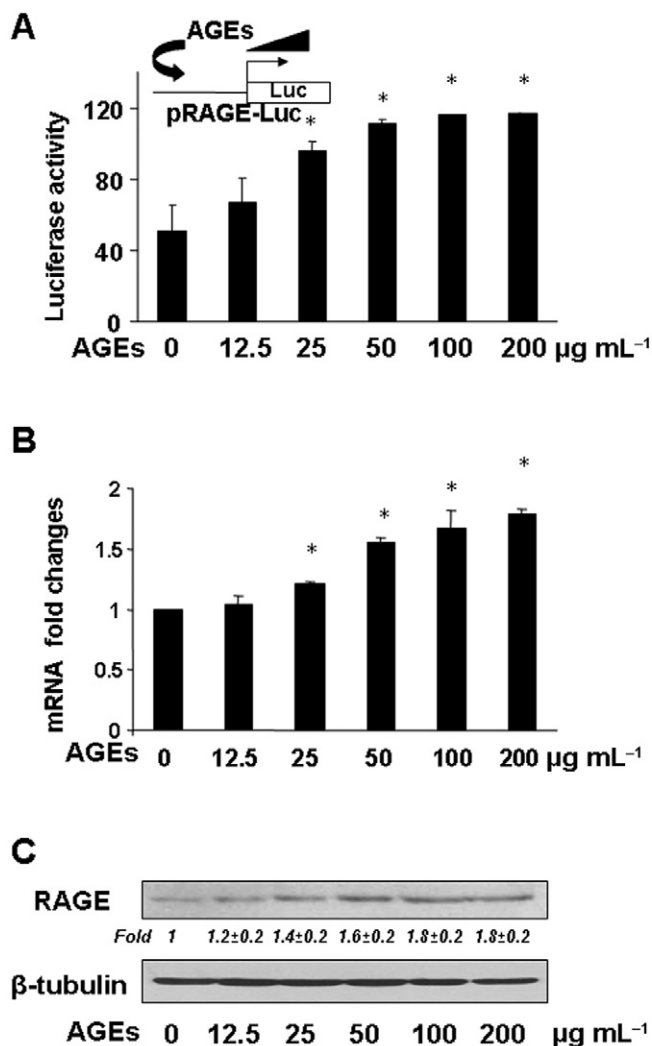 A
AGEs
Luc
pRAGE-Luc
*
*
*
*
Luciferase activity
120
80
40
0
AGEs 0 12.5 25 50 100 200 µg mL⁻¹
B
*
*
*
*
mRNA fold changes
2
1.5
1
0.5
0
AGEs 0 12.5 25 50 100 200 µg mL⁻¹
C
RAGE
Fold 1 1.2±0.2 1.4±0.2 1.6±0.2 1.8±0.2 1.8±0.2
β-tubulin
AGEs 0 12.5 25 50 100 200 µg mL⁻¹